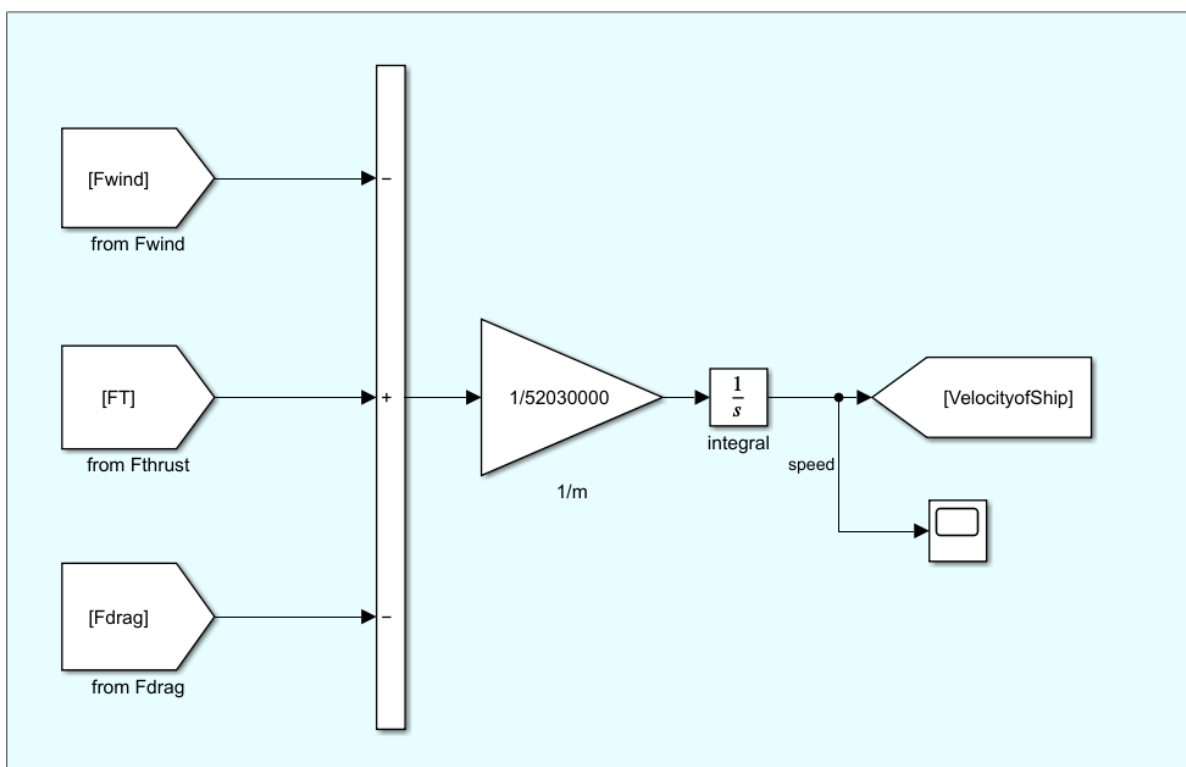 [Fwind]
−
from Fwind
[FT]
+
1/52030000
1
s
[VelocityofShip]
from Fthrust
integral
speed
1/m
[Fdrag]
−
from Fdrag